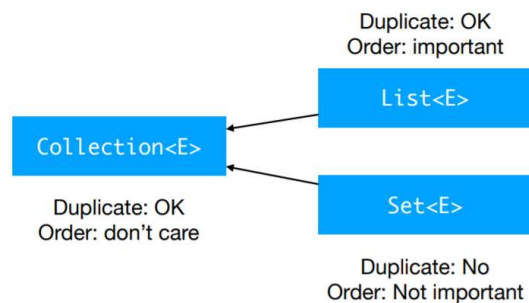 Duplicate: OK
Order: important
List<E>
Collection<E>
Duplicate: OK
Order: don't care
Set<E>
Duplicate: No
Order: Not important